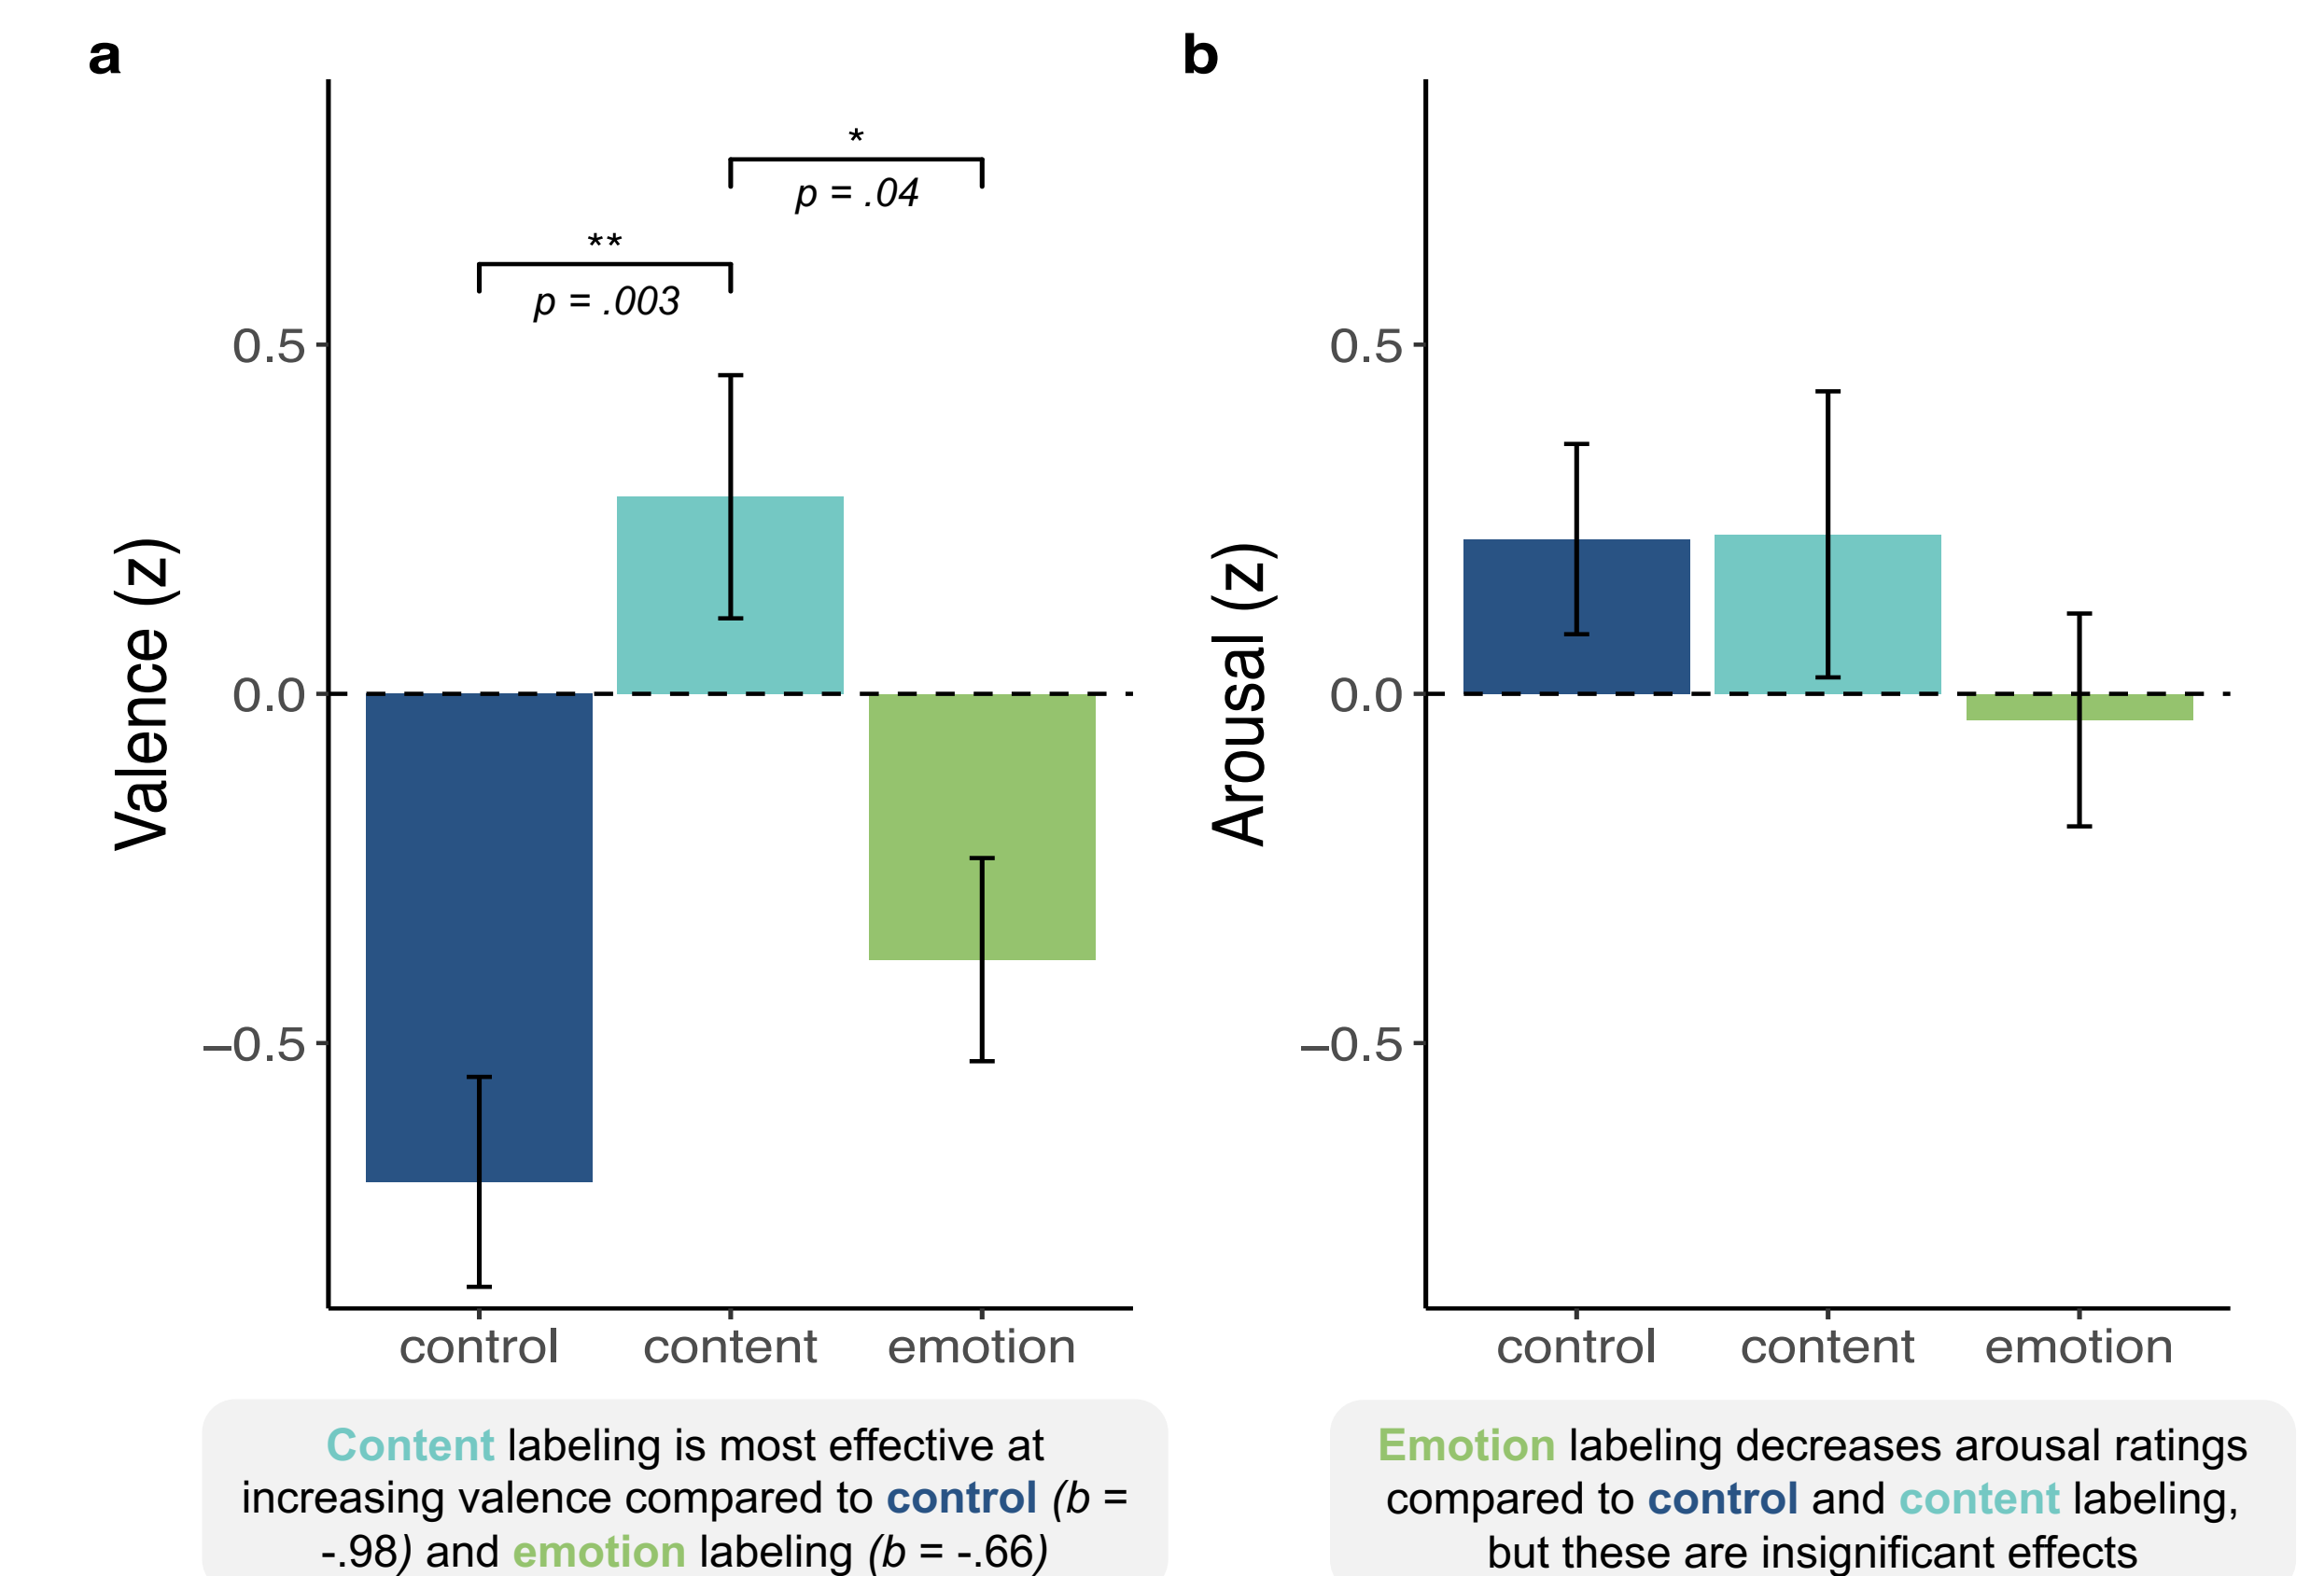 a
*
p = .04
**
p = .003
0.5
0.0
−0.5
Valence (z)
control content emotion
Content labeling is most effective at
increasing valence compared to control (b =
-.98) and emotion labeling (b = -.66)
b
0.5
0.0
−0.5
Arousal (z)
control content emotion
Emotion labeling decreases arousal ratings
compared to control and content labeling,
but these are insignificant effects